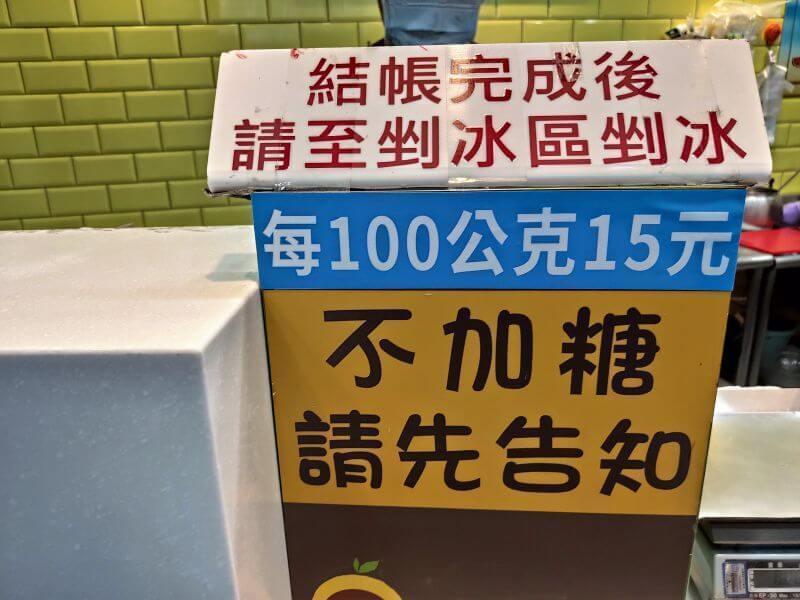 結帳完成後
請至剉冰區剉冰
每100公克15元
不加糖
請先告知